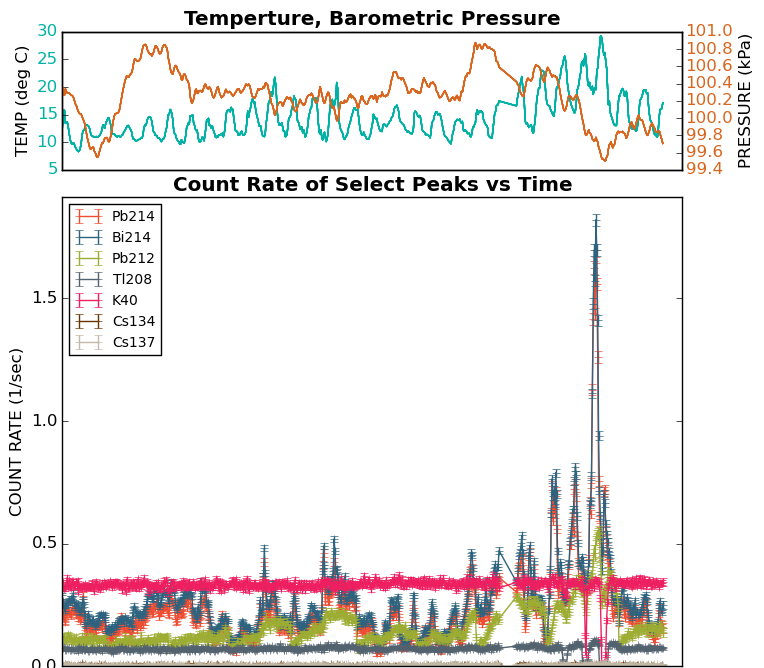 Temperture, Barometric Pressure
30
25
20
15
10
5
TEMP (deg C)
101.0
100.8
100.6
100.4
100.2
100.0
99.8
99.6
99.4
PRESSURE (kPa)
Count Rate of Select Peaks vs Time
Pb214
Bi214
Pb212
Tl208
K40
Cs134
Cs137
1.5
1.0
0.5
0.0
COUNT RATE (1/sec)